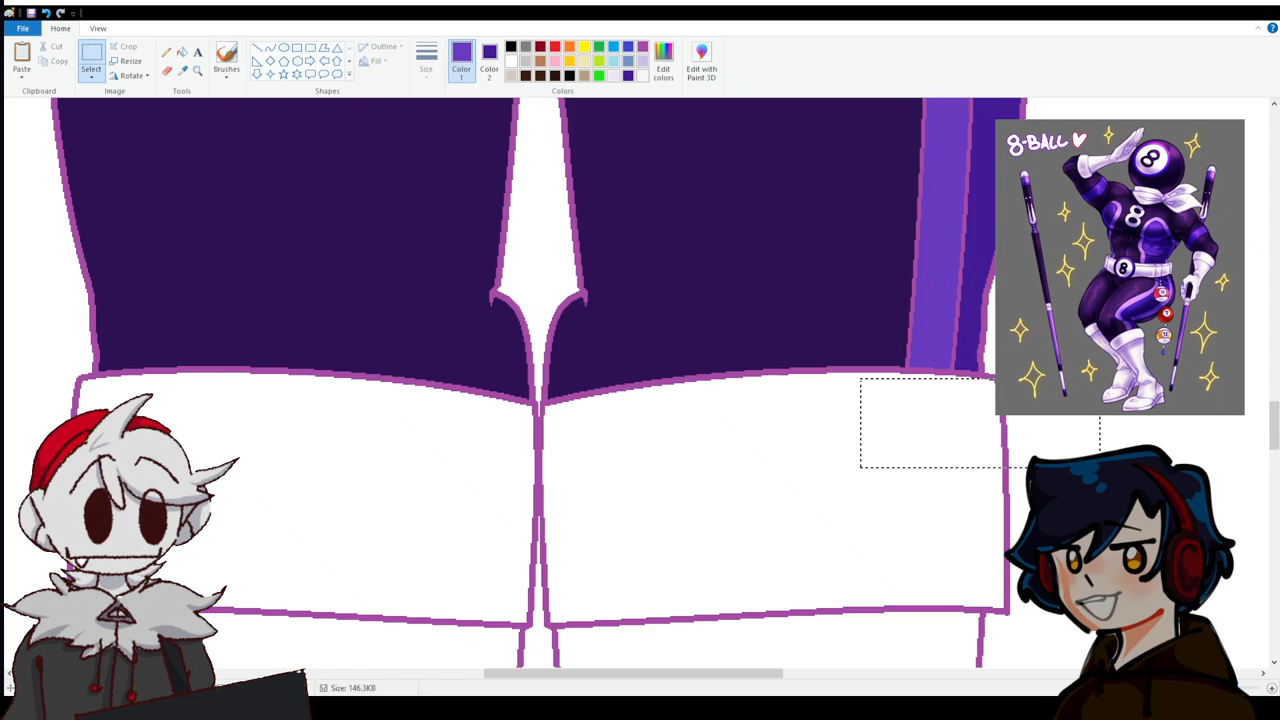 File
Home
View
Paste
Cut
Copy
Clipboard
Select
Crop
Resize
Rotate
Image
A
Tools
Brushes
Outline
Fill
Shapes
Size
Color
1
Color
2
Edit
colors
Colors
Edit with
Paint 3D
8-BALL
8
8
8
7
Size: 146.3KB